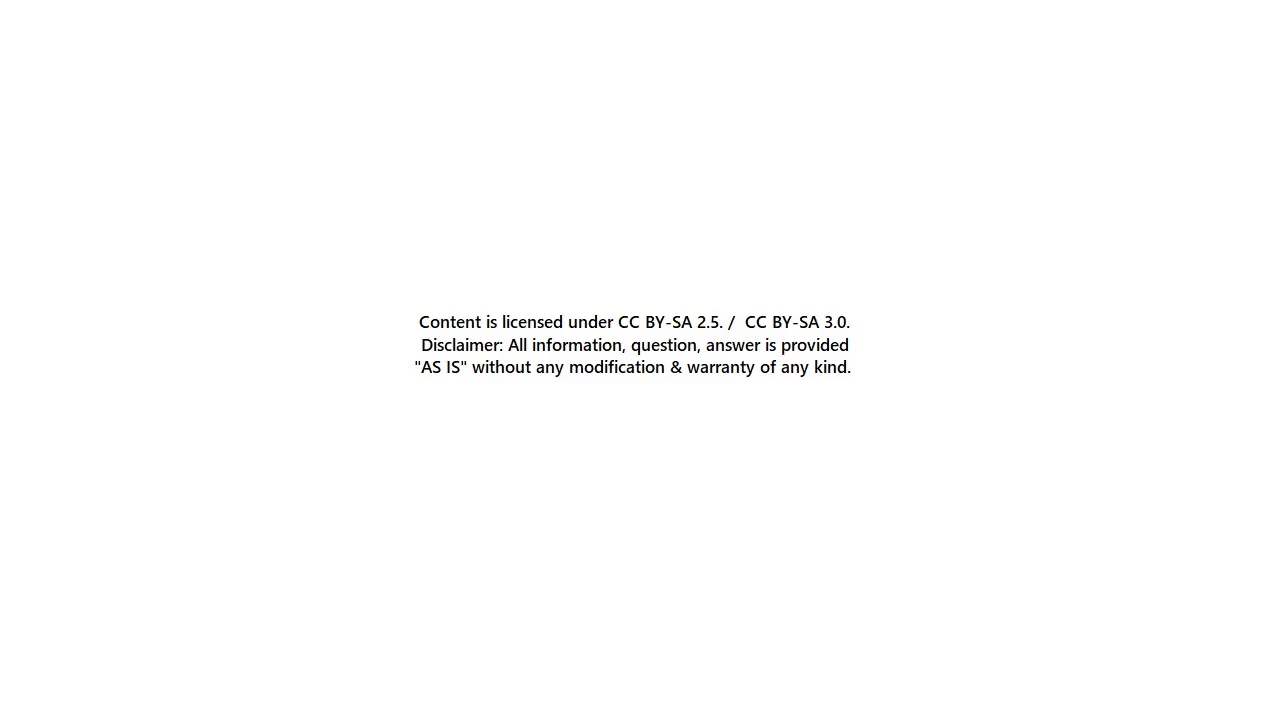 Content is licensed under CC BY-SA 2.5. /  CC BY-SA 3.0.
Disclaimer: All information, question, answer is provided
"AS IS" without any modification & warranty of any kind.